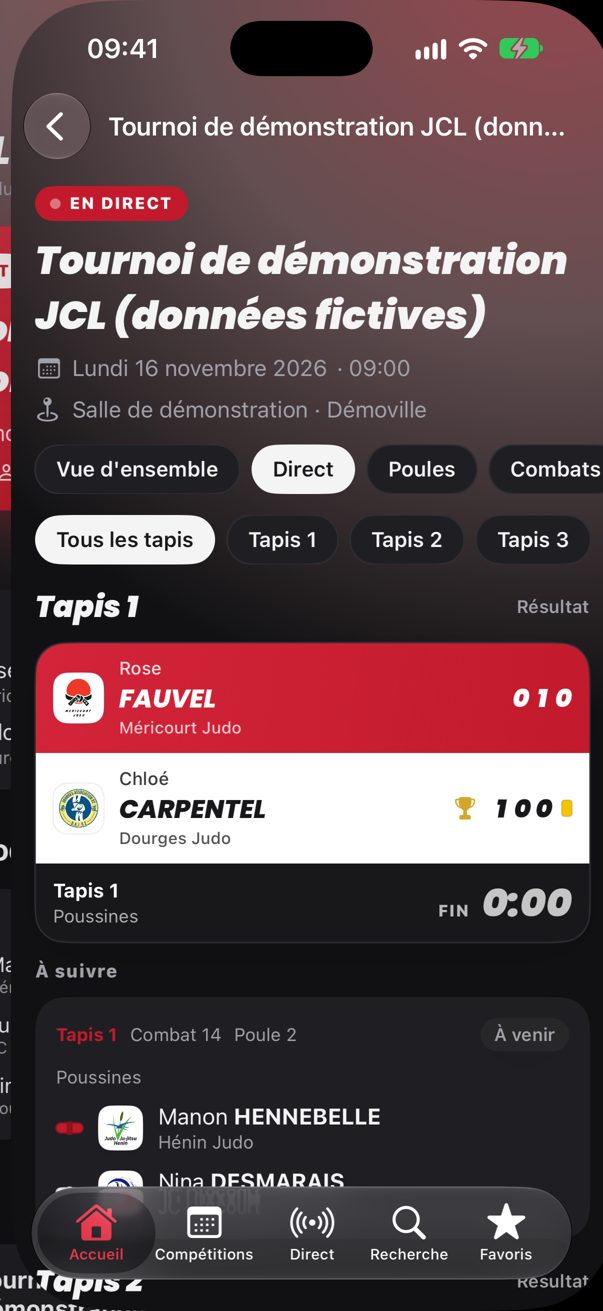 09:41
Tournoi de démonstration JCL (donn...
EN DIRECT
Tournoi de démonstration
JCL (données fictives)
Lundi 16 novembre 2026 · 09:00
Salle de démonstration · Démoville
Vue d'ensemble Direct Poules Combats
Tous les tapis Tapis 1 Tapis 2 Tapis 3
Tapis 1 Résultat
Rose
FAUVEL 0 1 0
Méricourt Judo
Chloé
CARPENTEL 1 0 0
Dourges Judo
Tapis 1
Poussines
FIN 0:00
À suivre
Tapis 1 Combat 14 Poule 2 À venir
Poussines
Manon HENNEBELLE
Hénin Judo
Nina DESMARAIS
Accueil Compétitions Direct Recherche Favoris
Tapis 2 Résultat